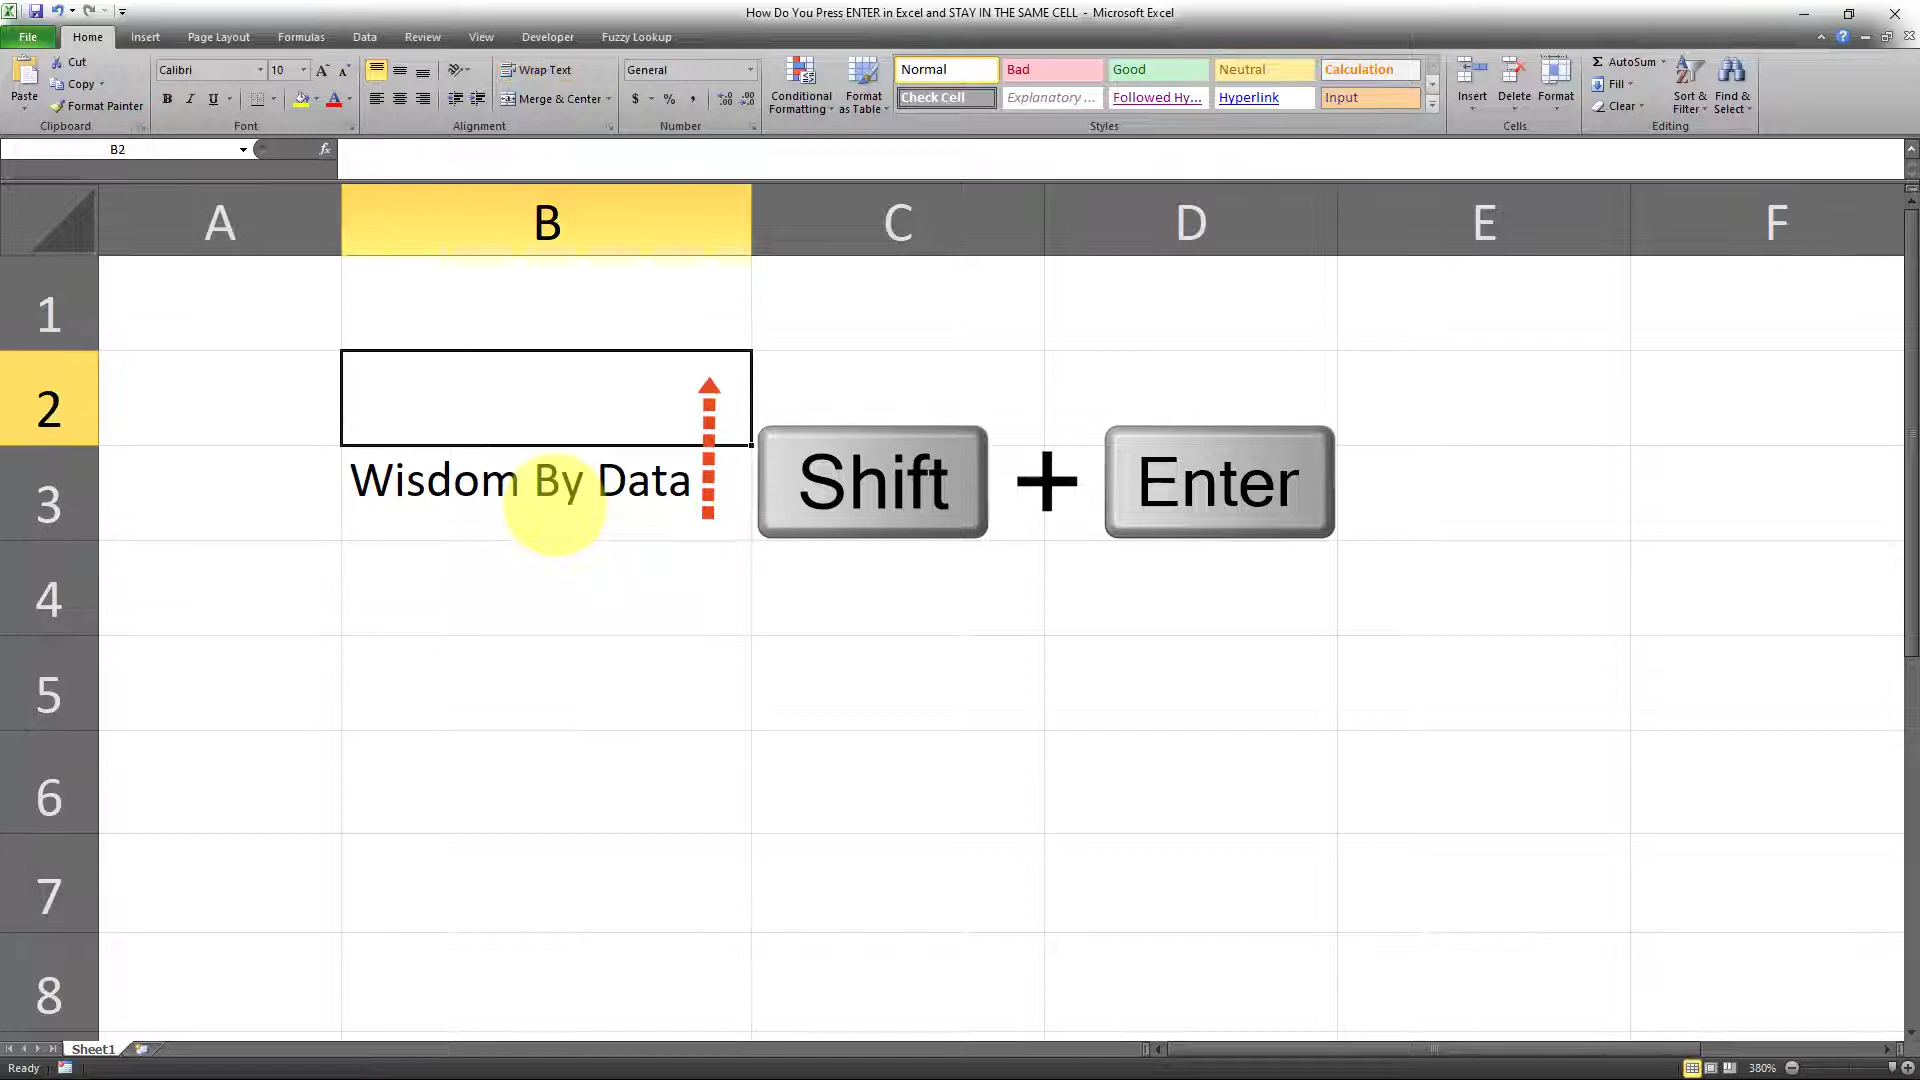 How Do You Press ENTER in Excel and STAY IN THE SAME CELL - Microsoft Excel
File Home Insert Page Layout Formulas Data Review View Developer Fuzzy Lookup
Paste
Cut
Copy
Format Painter
Clipboard
Calibri 10
B I U
Font
Wrap Text
Merge & Center
Alignment
General
$ % ,
Number
Conditional Formatting
Format as Table
Normal Bad Good Neutral Calculation
Check Cell Explanatory ... Followed Hy... Hyperlink Input
Styles
Insert Delete Format
Cells
Σ AutoSum
Fill
Clear
Sort & Filter
Find & Select
Editing
B2 fx
A B C D E F
1
2
3 Wisdom By Data Shift + Enter
4
5
6
7
8
Sheet1
Ready 380%